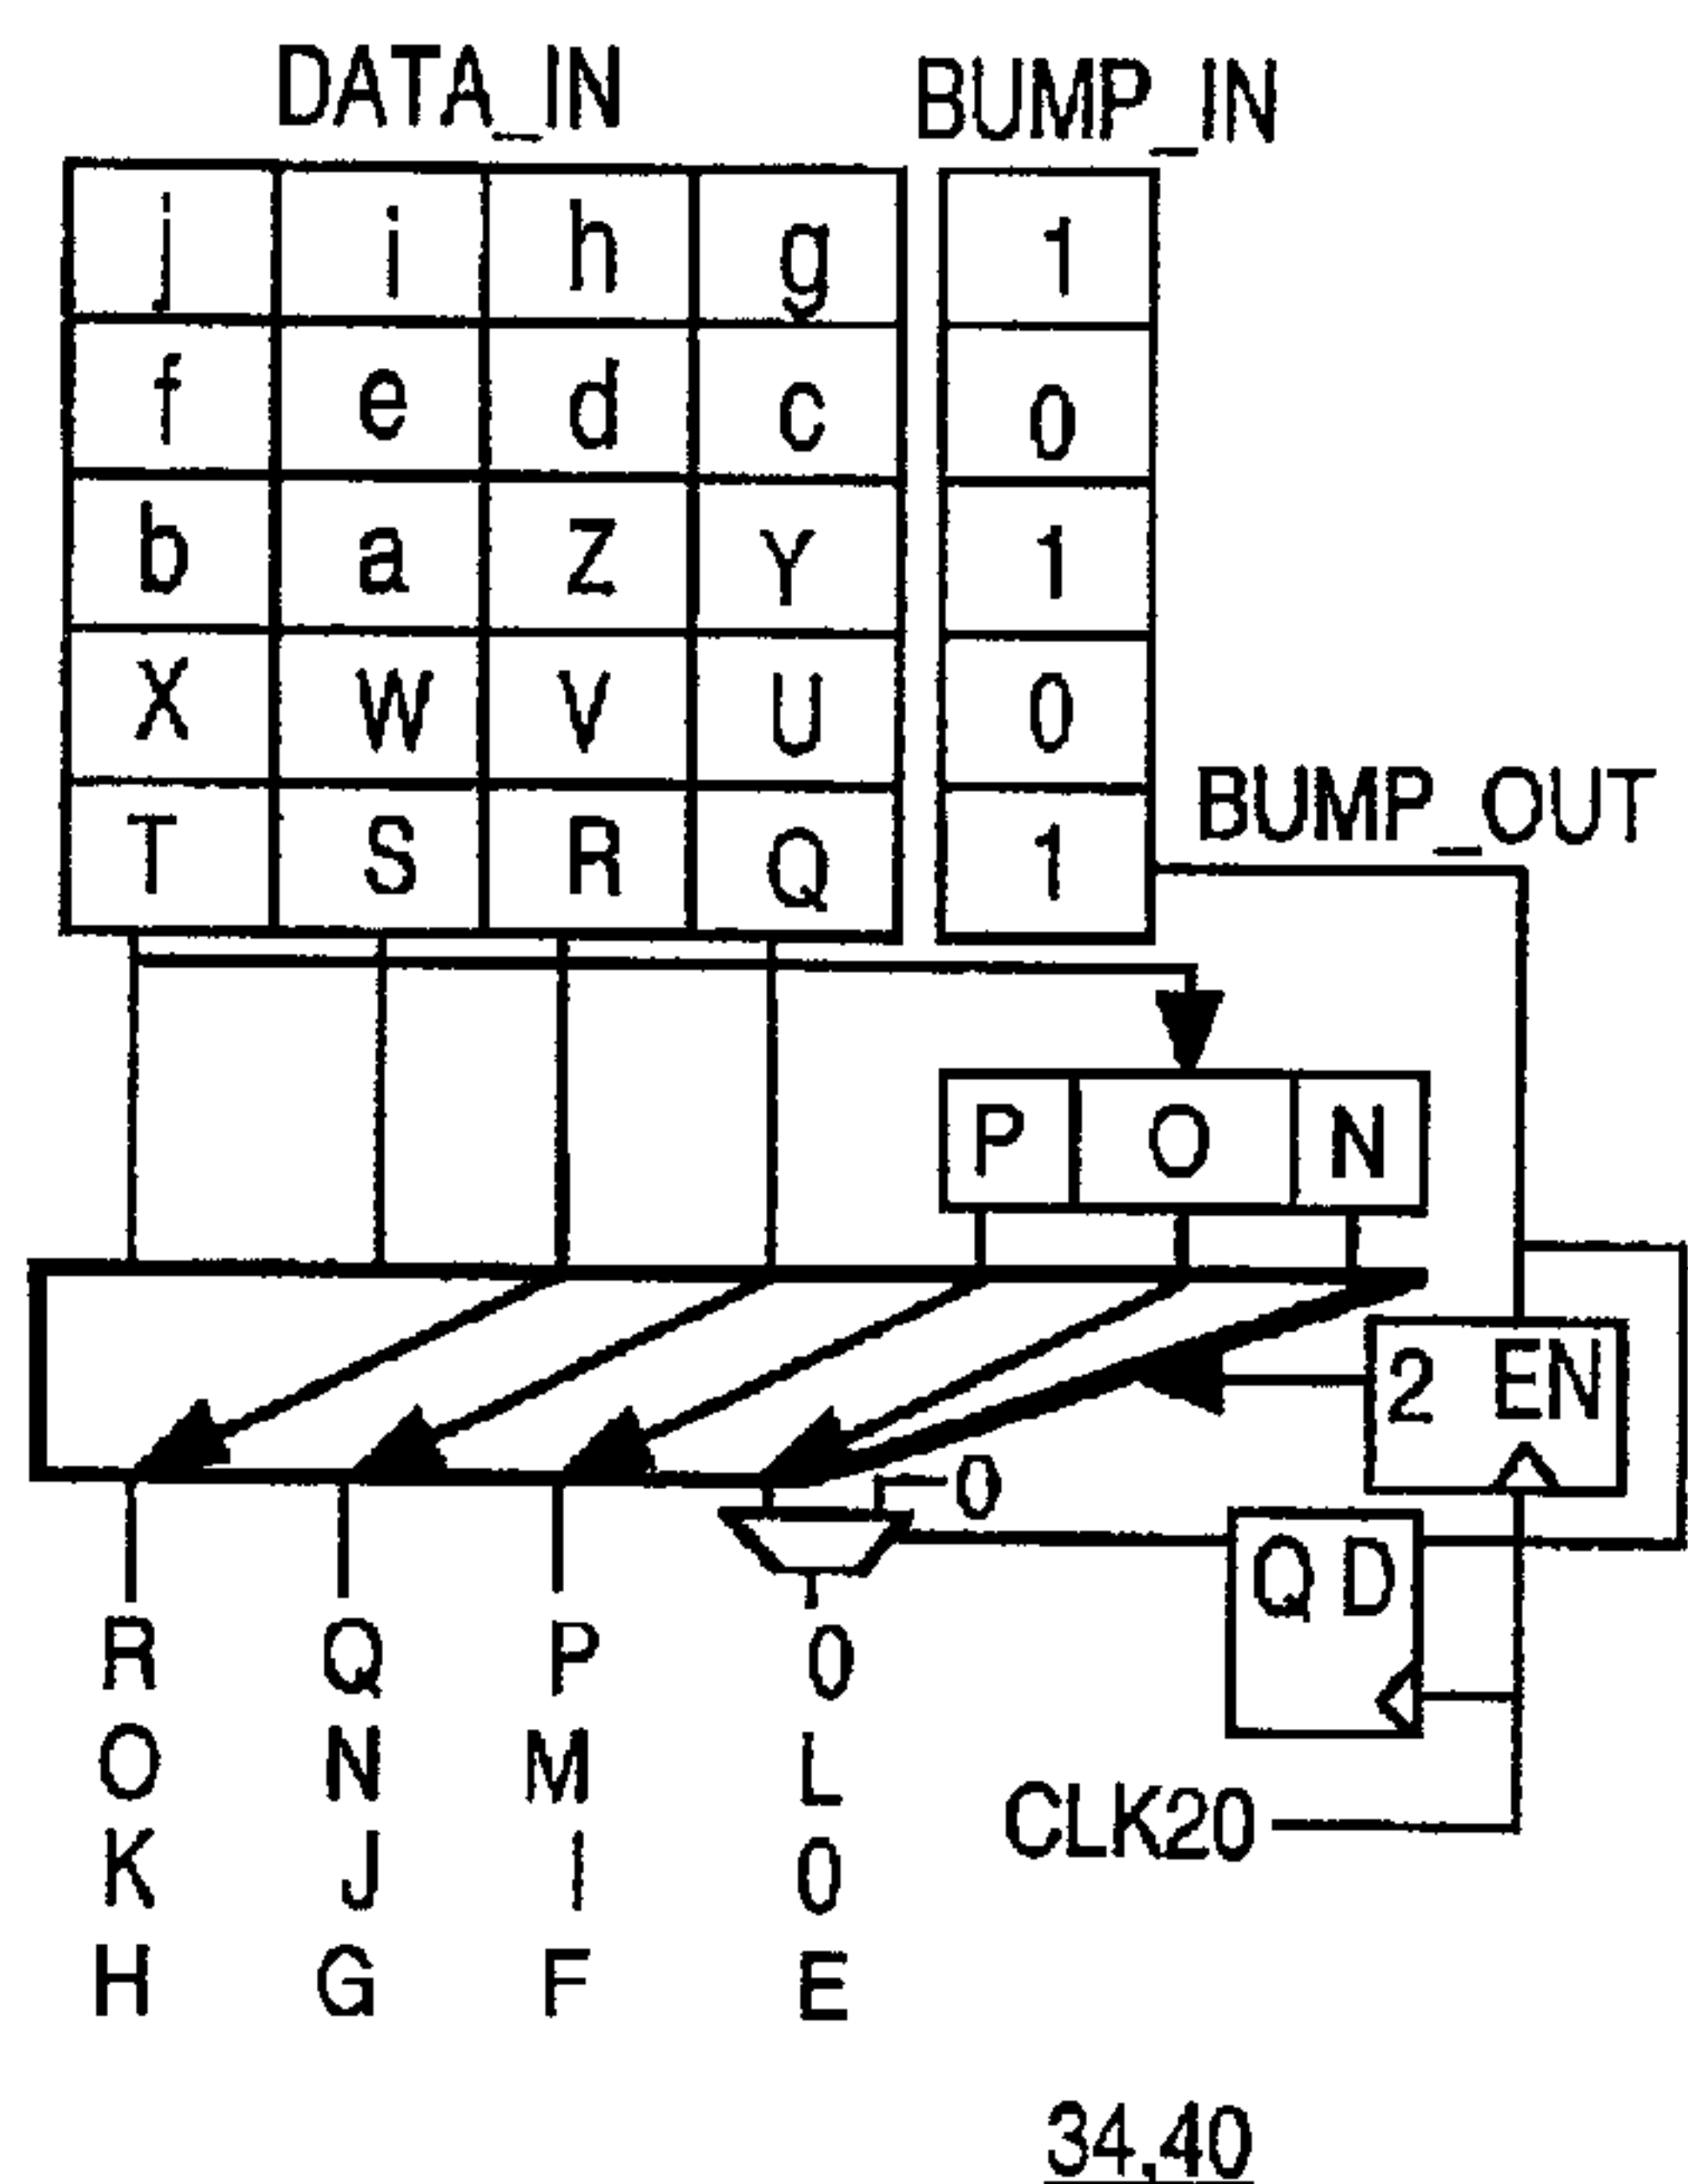 DATA_IN BUMP_IN
j i h g 1
f e d c 0
b a Z Y 1
X W V U 0
T S R Q 1
BUMP_OUT
P O N
2 EN
0
Q D
R Q P 0
O N M L
K J I 0
H G F E
CLK20
34,40